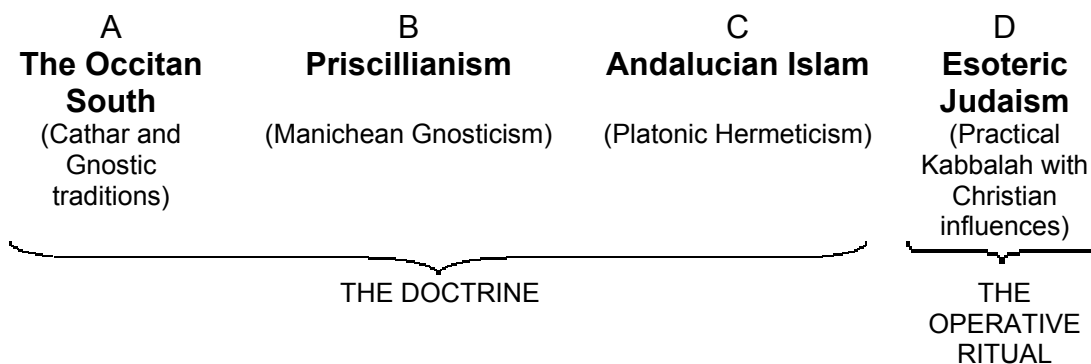 A
The Occitan
South
(Cathar and
Gnostic
traditions)
B
Priscillianism
(Manichean Gnosticism)
C
Andalucian Islam
(Platonic Hermeticism)
D
Esoteric
Judaism
(Practical
Kabbalah with
Christian
influences)
THE DOCTRINE
THE
OPERATIVE
RITUAL